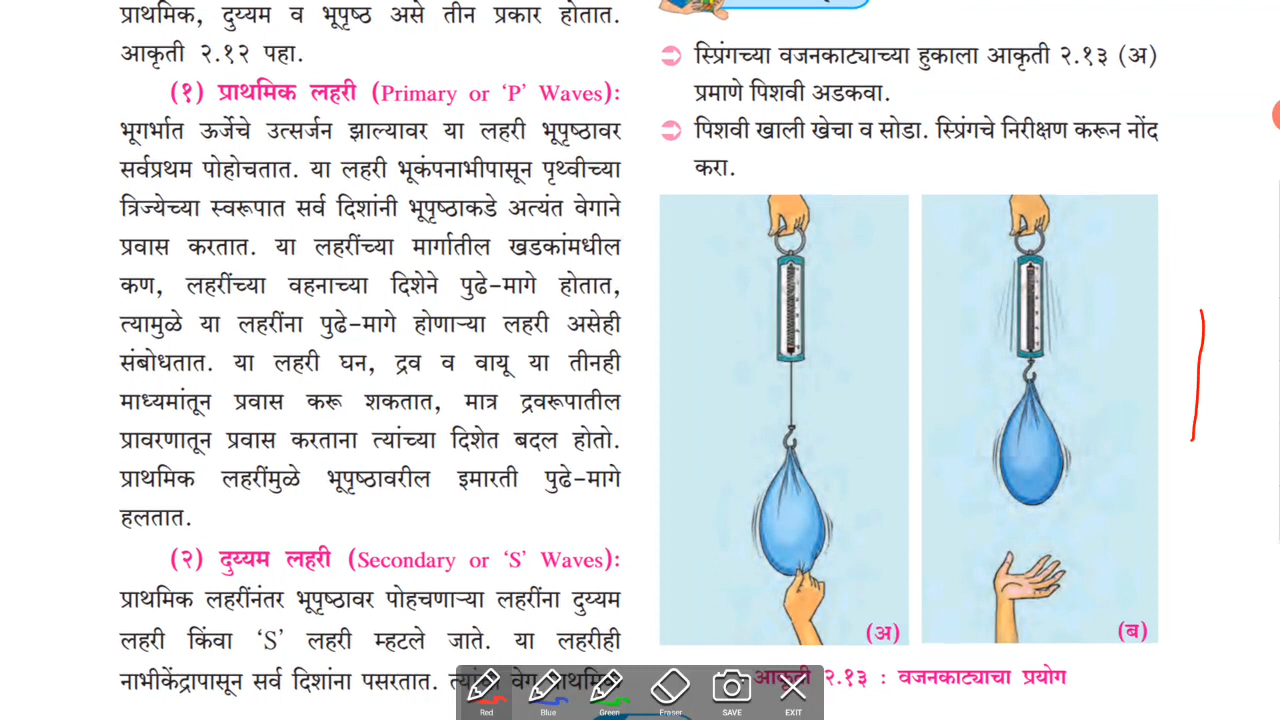 प्राथमिक, दुय्यम व भूपृष्ठ असे तीन प्रकार होतात.
आकृती २.१२ पहा.
(१) प्राथमिक लहरी (Primary or ‘P’ Waves):
भूगर्भात ऊर्जेचे उत्सर्जन झाल्यावर या लहरी भूपृष्ठावर
सर्वप्रथम पोहोचतात. या लहरी भूकंपनाभीपासून पृथ्वीच्या
त्रिज्येच्या स्वरूपात सर्व दिशांनी भूपृष्ठाकडे अत्यंत वेगाने
प्रवास करतात. या लहरींच्या मार्गातील खडकांमधील
कण, लहरींच्या वहनाच्या दिशेने पुढे-मागे होतात,
त्यामुळे या लहरींना पुढे-मागे होणाऱ्या लहरी असेही
संबोधतात. या लहरी घन, द्रव व वायू या तीनही
माध्यमांतून प्रवास करू शकतात, मात्र द्रवरूपातील
प्रावरणातून प्रवास करताना त्यांच्या दिशेत बदल होतो.
प्राथमिक लहरींमुळे भूपृष्ठावरील इमारती पुढे-मागे
हलतात.
(२) दुय्यम लहरी (Secondary or ‘S’ Waves):
प्राथमिक लहरींनंतर भूपृष्ठावर पोहचणाऱ्या लहरींना दुय्यम
लहरी किंवा ‘S’ लहरी म्हटले जाते. या लहरीही
नाभीकेंद्रापासून सर्व दिशांना पसरतात. वेग
स्प्रिंगच्या वजनकाट्याच्या हुकाला आकृती २.१३ (अ)
प्रमाणे पिशवी अडकवा.
पिशवी खाली खेचा व सोडा. स्प्रिंगचे निरीक्षण करून नोंद
करा.
(अ)
(ब)
आकृती २.१३ : वजनकाट्याचा प्रयोग
Red
Blue
Green
Eraser
SAVE
EXIT